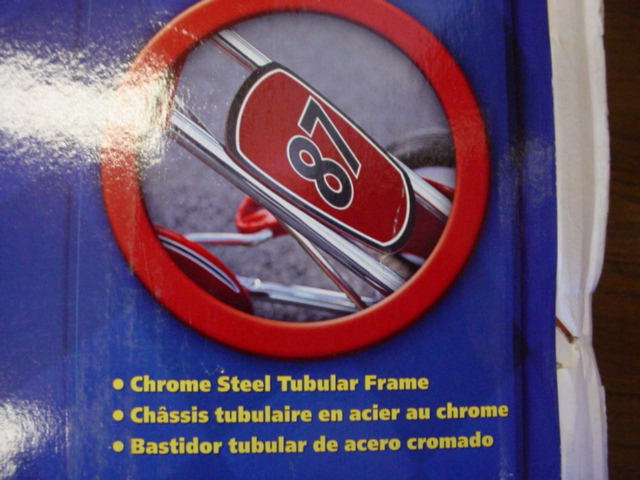 87
• Chrome Steel Tubular Frame
• Châssis tubulaire en acier au chrome
• Bastidor tubular de acero cromado